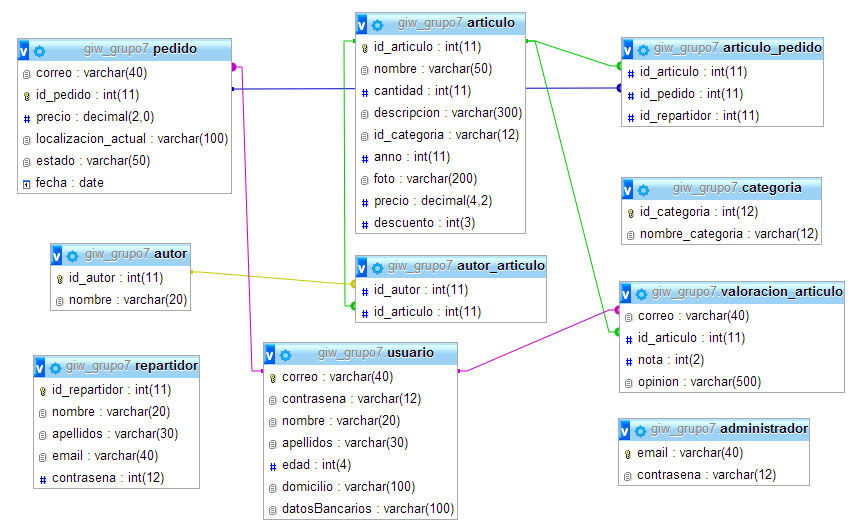 giw_grupo7.pedido
correo : varchar(40)
id_pedido : int(11)
precio : decimal(2,0)
localizacion_actual : varchar(100)
estado : varchar(50)
fecha : date
giw_grupo7.articulo
id_articulo : int(11)
nombre : varchar(50)
cantidad : int(11)
descripcion : varchar(300)
id_categoria : varchar(12)
anno : int(11)
foto : varchar(200)
precio : decimal(4,2)
descuento : int(3)
giw_grupo7.articulo_pedido
id_articulo : int(11)
id_pedido : int(11)
id_repartidor : int(11)
giw_grupo7.categoria
id_categoria : int(12)
nombre_categoria : varchar(12)
giw_grupo7.autor
id_autor : int(11)
nombre : varchar(20)
giw_grupo7.autor_articulo
id_autor : int(11)
id_articulo : int(11)
giw_grupo7.valoracion_articulo
correo : varchar(40)
id_articulo : int(11)
nota : int(2)
opinion : varchar(500)
giw_grupo7.repartidor
id_repartidor : int(11)
nombre : varchar(20)
apellidos : varchar(30)
email : varchar(40)
contrasena : int(12)
giw_grupo7.usuario
correo : varchar(40)
contrasena : varchar(12)
nombre : varchar(20)
apellidos : varchar(30)
edad : int(4)
domicilio : varchar(100)
datosBancarios : varchar(100)
giw_grupo7.administrador
email : varchar(40)
contrasena : varchar(12)